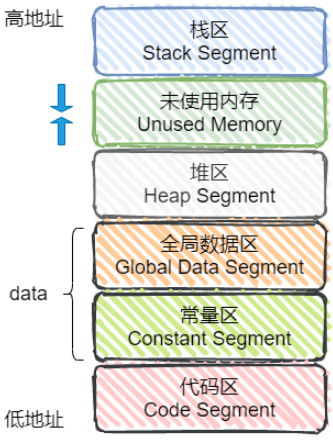 高地址
栈区
Stack Segment
未使用内存
Unused Memory
堆区
Heap Segment
全局数据区
Global Data Segment
data
常量区
Constant Segment
代码区
Code Segment
低地址